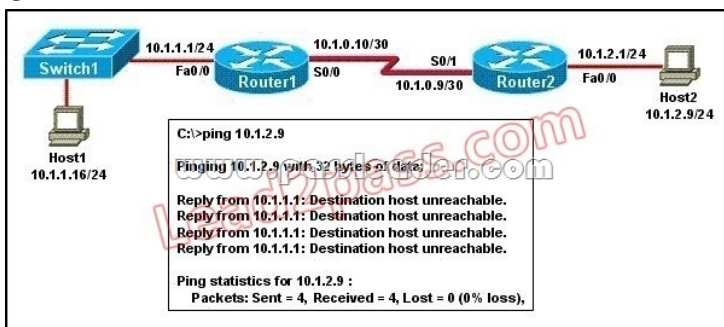 10.1.1.1/24
10.1.0.10/30
S0/1
10.1.2.1/24
Switch1
Fa0/0
Router1
S0/0
10.1.0.9/30
Router2
Fa0/0
Host2
10.1.2.9/24
Host1
10.1.1.16/24
C:\>ping 10.1.2.9
Pinging 10.1.2.9 with 32 bytes of data:
Reply from 10.1.1.1: Destination host unreachable.
Reply from 10.1.1.1: Destination host unreachable.
Reply from 10.1.1.1: Destination host unreachable.
Reply from 10.1.1.1: Destination host unreachable.
Ping statistics for 10.1.2.9 :
Packets: Sent = 4, Received = 4, Lost = 0 (0% loss),
Lead2pass.com